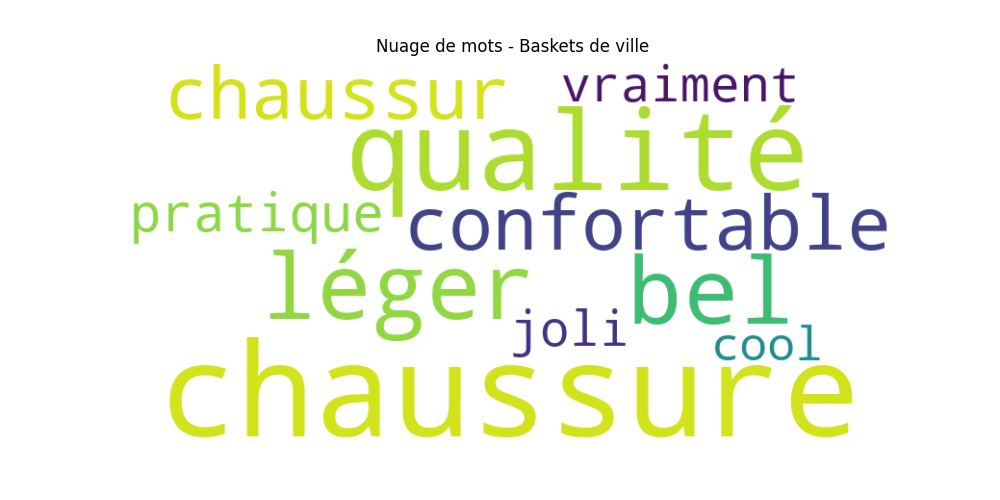 Nuage de mots - Baskets de ville
chaussur
vraiment
qualité
pratique
confortable
léger
bel
joli
cool
chaussure